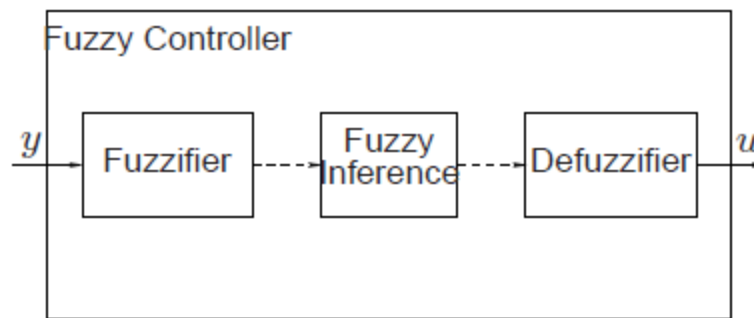 Fuzzy Controller
y
Fuzzifier
Fuzzy
Inference
Defuzzifier
u